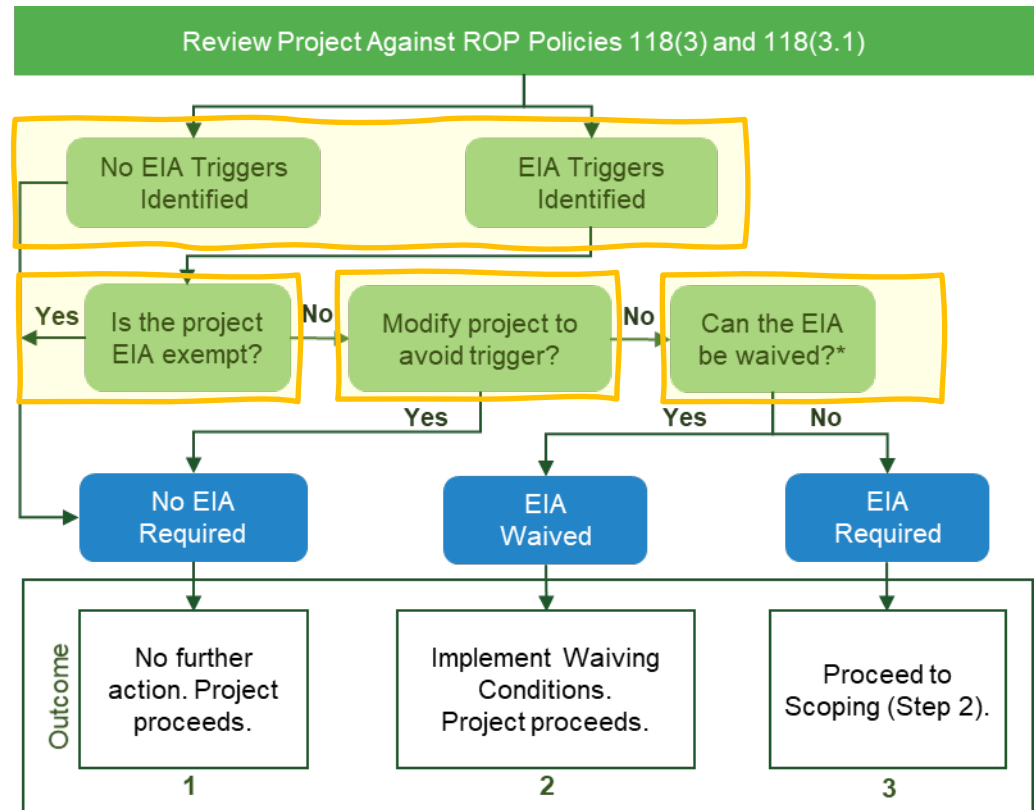 Review Project Against ROP Policies 118(3) and 118(3.1)
No EIA Triggers
Identified
EIA Triggers
Identified
Yes
Is the project
EIA exempt?
No
Modify project to
avoid trigger?
No
Can the EIA
be waived?*
Yes
Yes
No
No EIA
Required
EIA
Waived
EIA
Required
Outcome
No further
action. Project
proceeds.
Implement Waiving
Conditions.
Project proceeds.
Proceed to
Scoping (Step 2).
1
2
3